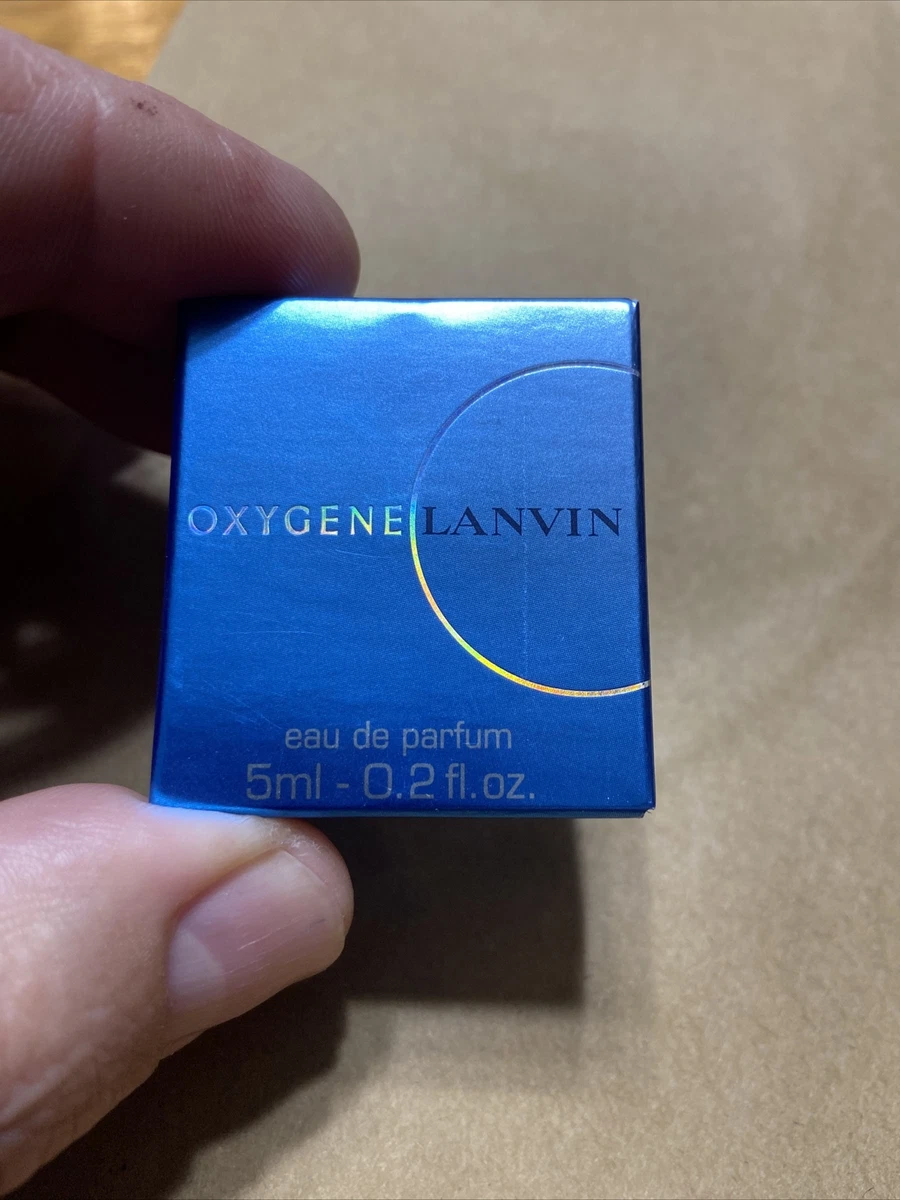 OXYGENE LANVIN
eau de parfum
5ml - 0.2 fl.oz.